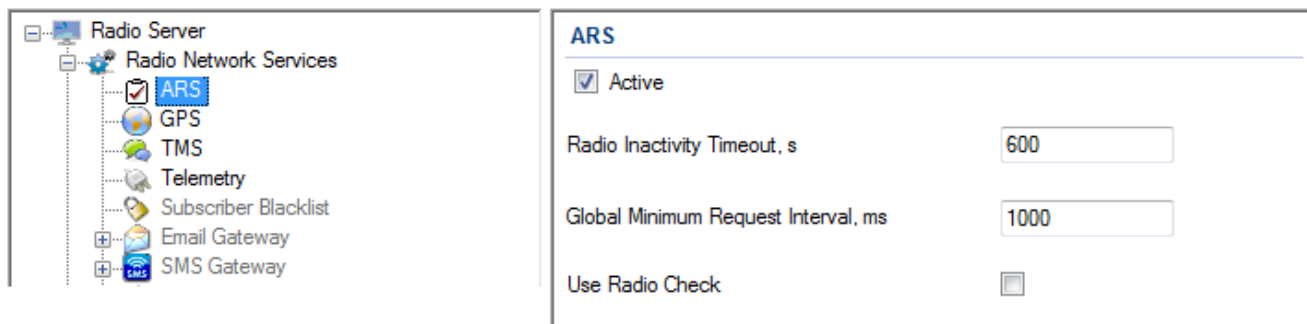 Radio Server
Radio Network Services
ARS
GPS
TMS
Telemetry
Subscriber Blacklist
Email Gateway
SMS
SMS Gateway
ARS
Active
Radio Inactivity Timeout, s
600
Global Minimum Request Interval, ms
1000
Use Radio Check